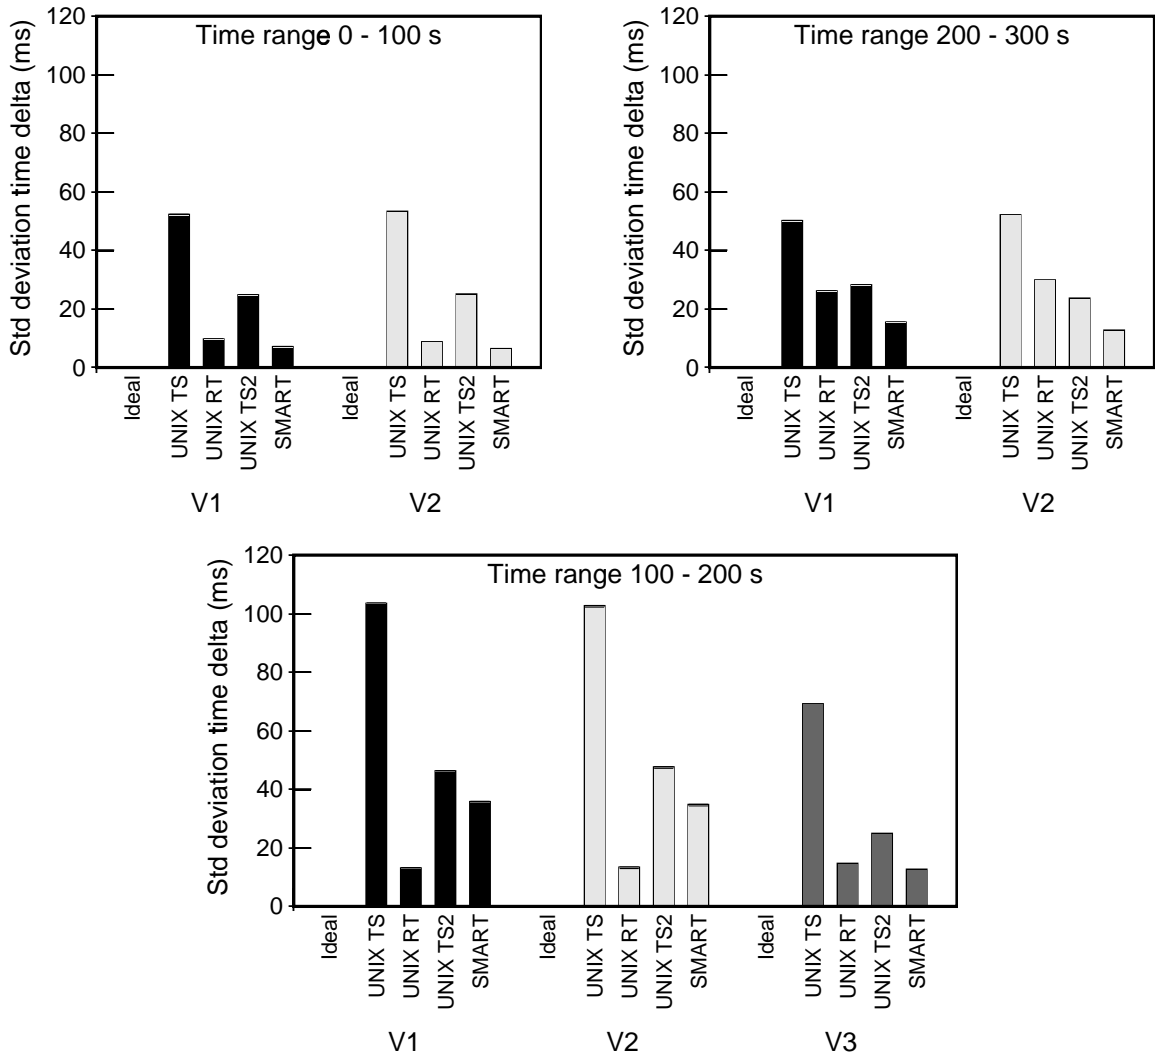 Time range 0 - 100 s
Std deviation time delta (ms)
120
100
80
60
40
20
0
Ideal
UNIX TS
UNIX RT
UNIX TS2
SMART
Ideal
UNIX TS
UNIX RT
UNIX TS2
SMART
V1
V2
Time range 200 - 300 s
Std deviation time delta (ms)
120
100
80
60
40
20
0
Ideal
UNIX TS
UNIX RT
UNIX TS2
SMART
Ideal
UNIX TS
UNIX RT
UNIX TS2
SMART
V1
V2
Time range 100 - 200 s
Std deviation time delta (ms)
120
100
80
60
40
20
0
Ideal
UNIX TS
UNIX RT
UNIX TS2
SMART
Ideal
UNIX TS
UNIX RT
UNIX TS2
SMART
Ideal
UNIX TS
UNIX RT
UNIX TS2
SMART
V1
V2
V3